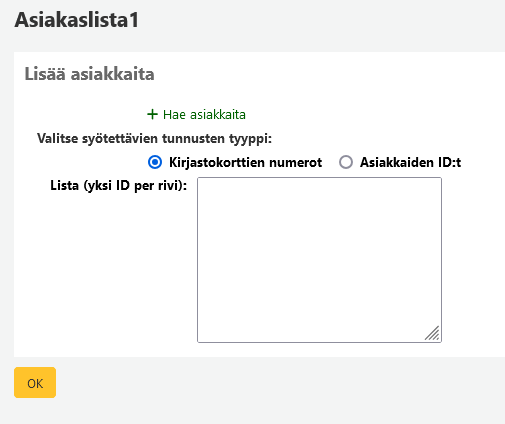 Asiakaslista1
Lisää asiakkaita
+ Hae asiakkaita
Valitse syötettävien tunnusten tyyppi:
Kirjastokorttien numerot Asiakkaiden ID:t
Lista (yksi ID per rivi):
OK